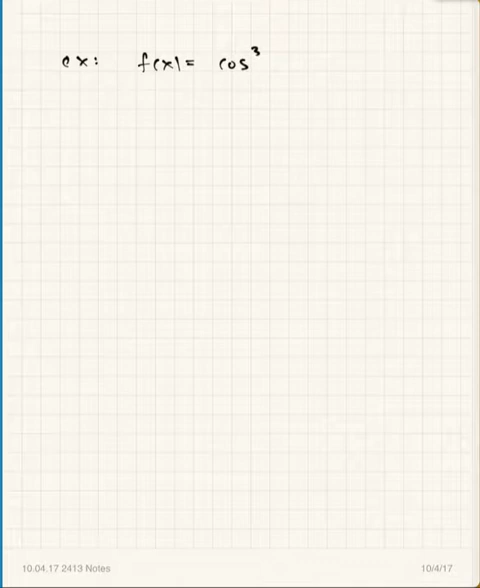 ex: f(x)= cos³
10.04.17 2413 Notes 10/4/17